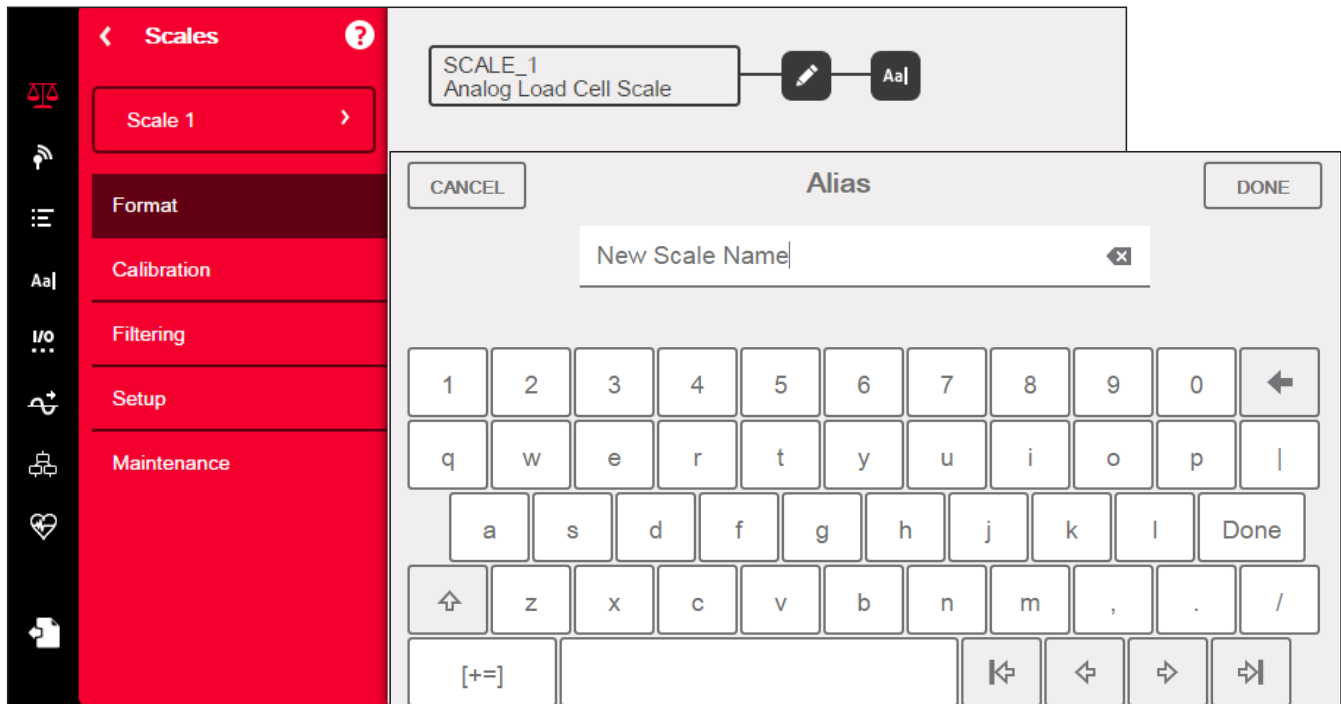 Scales
?
Scale 1
Format
Calibration
Filtering
Setup
Maintenance
Aa
I/O
SCALE_1
Analog Load Cell Scale
Aa
CANCEL
Alias
DONE
New Scale Name
1 2 3 4 5 6 7 8 9 0
q w e r t y u i o p |
a s d f g h j k l Done
z x c v b n m , . /
[+=]